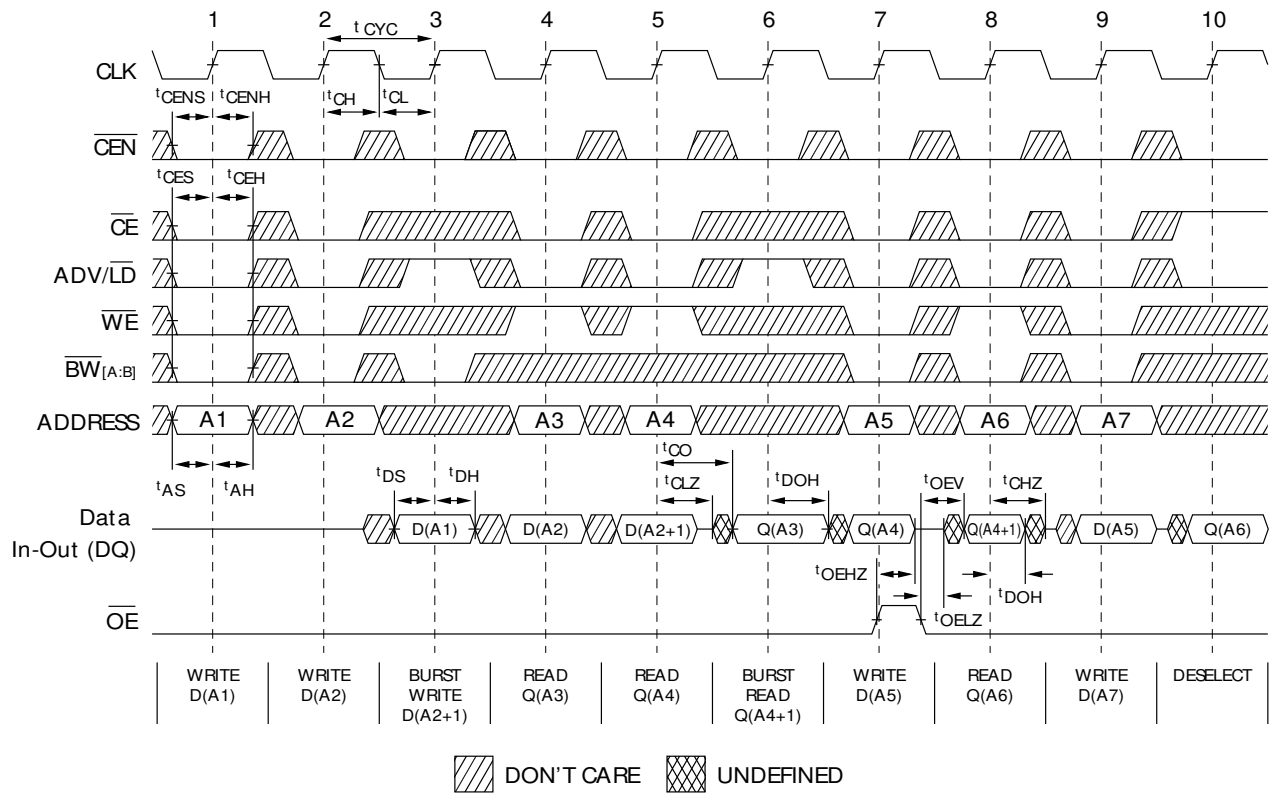 1 2 3 4 5 6 7 8 9 10
tCYC
CLK
tCENS tCENH tCH tCL
CEN
tCES tCEH
CE
ADV/LD
WE
BW[A:B]
ADDRESS A1 A2 A3 A4 A5 A6 A7
tCO
tAS tAH tDS tDH tCLZ tDOH tOEV tCHZ
Data
In-Out (DQ)
D(A1) D(A2) D(A2+1) Q(A3) Q(A4) Q(A4+1) D(A5) Q(A6)
tOEHZ tDOH
tOELZ
OE
WRITE
D(A1)
WRITE
D(A2)
BURST
WRITE
D(A2+1)
READ
Q(A3)
READ
Q(A4)
BURST
READ
Q(A4+1)
WRITE
D(A5)
READ
Q(A6)
WRITE
D(A7)
DESELECT
DON'T CARE UNDEFINED